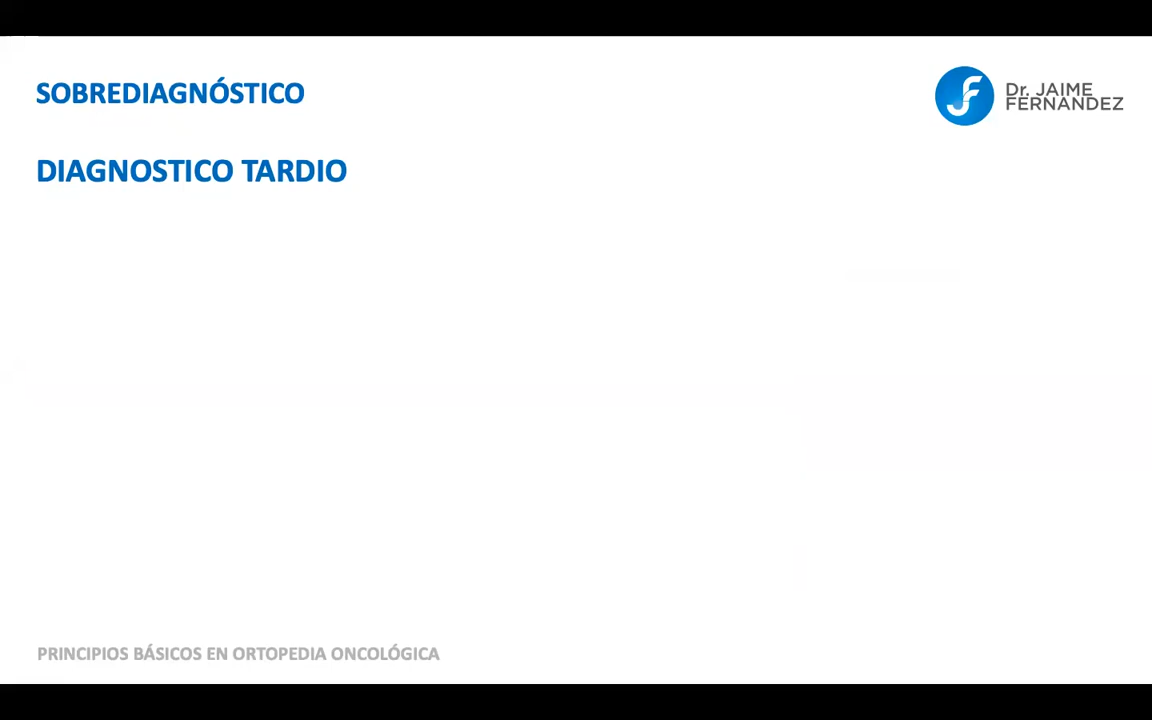 SOBREDIAGNÓSTICO
Dr. JAIME
FERNANDEZ
DIAGNOSTICO TARDIO
PRINCIPIOS BÁSICOS EN ORTOPEDIA ONCOLÓGICA